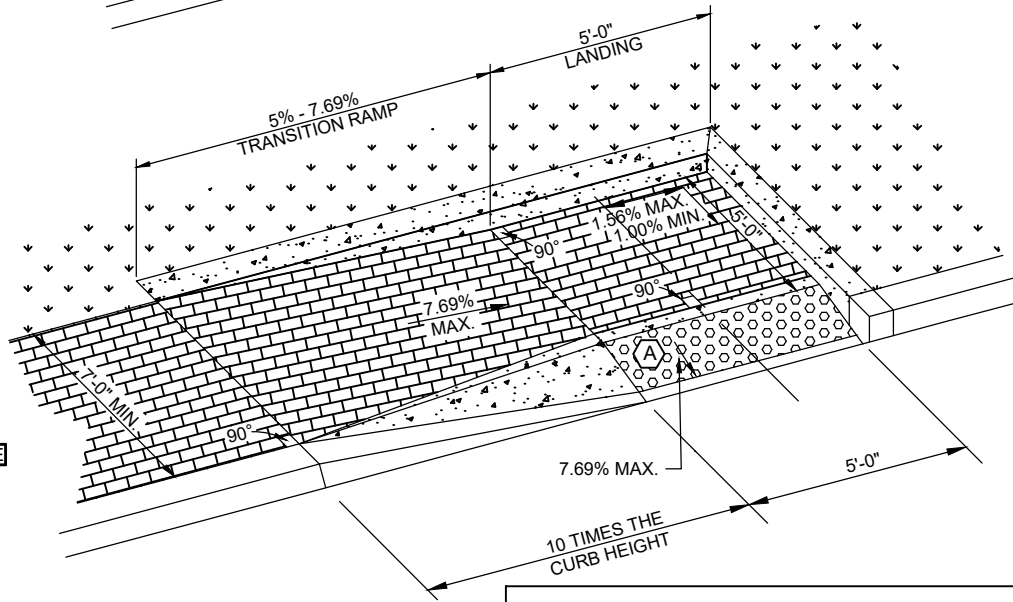 5'-0"
LANDING
5% - 7.69%
TRANSITION RAMP
1.56% MAX.
1.00% MIN.
5'-0"
90°
90°
7.69%
MAX.
A
7'-0" MIN.
90°
7.69% MAX.
5'-0"
10 TIMES THE
CURB HEIGHT